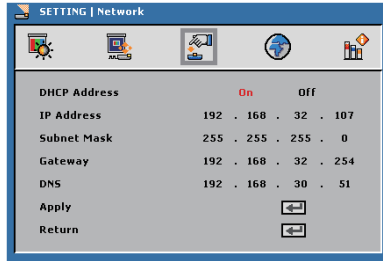 SETTING | Network
DHCP Address On Off
IP Address 192 . 168 . 32 . 107
Subnet Mask 255 . 255 . 255 . 0
Gateway 192 . 168 . 32 . 254
DNS 192 . 168 . 30 . 51
Apply
Return